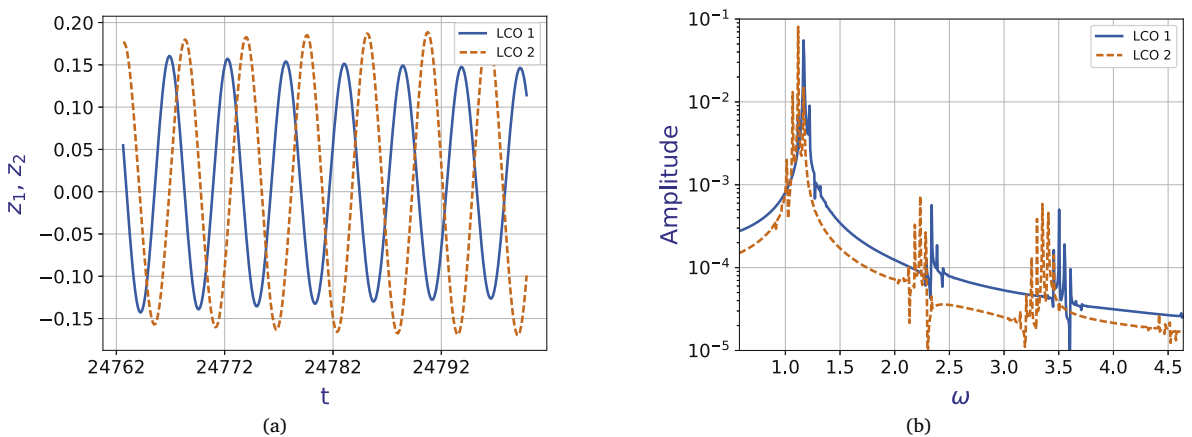 0.20
0.15
0.10
0.05
0.00
−0.05
−0.10
−0.15
z1, z2
24762
24772
24782
24792
t
LCO 1
LCO 2
(a)
10−1
10−2
10−3
10−4
10−5
Amplitude
1.0
1.5
2.0
2.5
3.0
3.5
4.0
4.5
ω
LCO 1
LCO 2
(b)